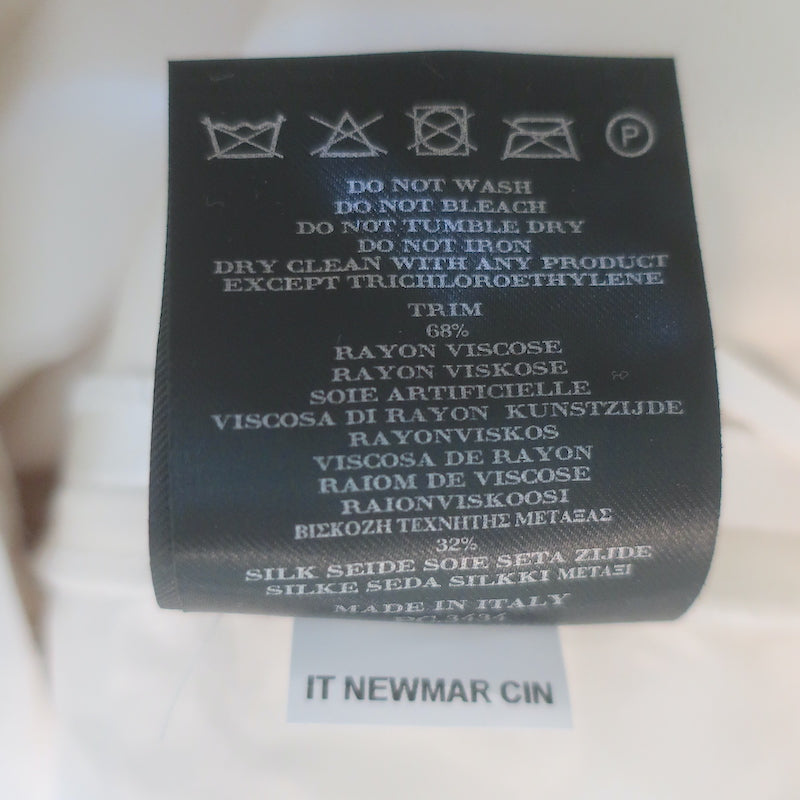 P
DO NOT WASH
DO NOT BLEACH
DO NOT TUMBLE DRY
DO NOT IRON
DRY CLEAN WITH ANY PRODUCT
EXCEPT TRICHLOROETHYLENE
TRIM
68%
RAYON VISCOSE
RAYON VISKOSE
SOIE ARTIFICIELLE
VISCOSA DI RAYON KUNSTZIJDE
RAYONVISKOS
VISCOSA DE RAYON
RAIOM DE VISCOSE
RAIONVISKOOSI
ΒΙΣΚΟΖΗ ΤΕΧΝΗΤΗΣ ΜΕΤΑΞΑΣ
32%
SILK SEIDE SOIE SETA ZIJDE
SILKE SEDA SILKKI ΜΕΤΑΞΙ
MADE IN ITALY
IT NEWMAR CIN